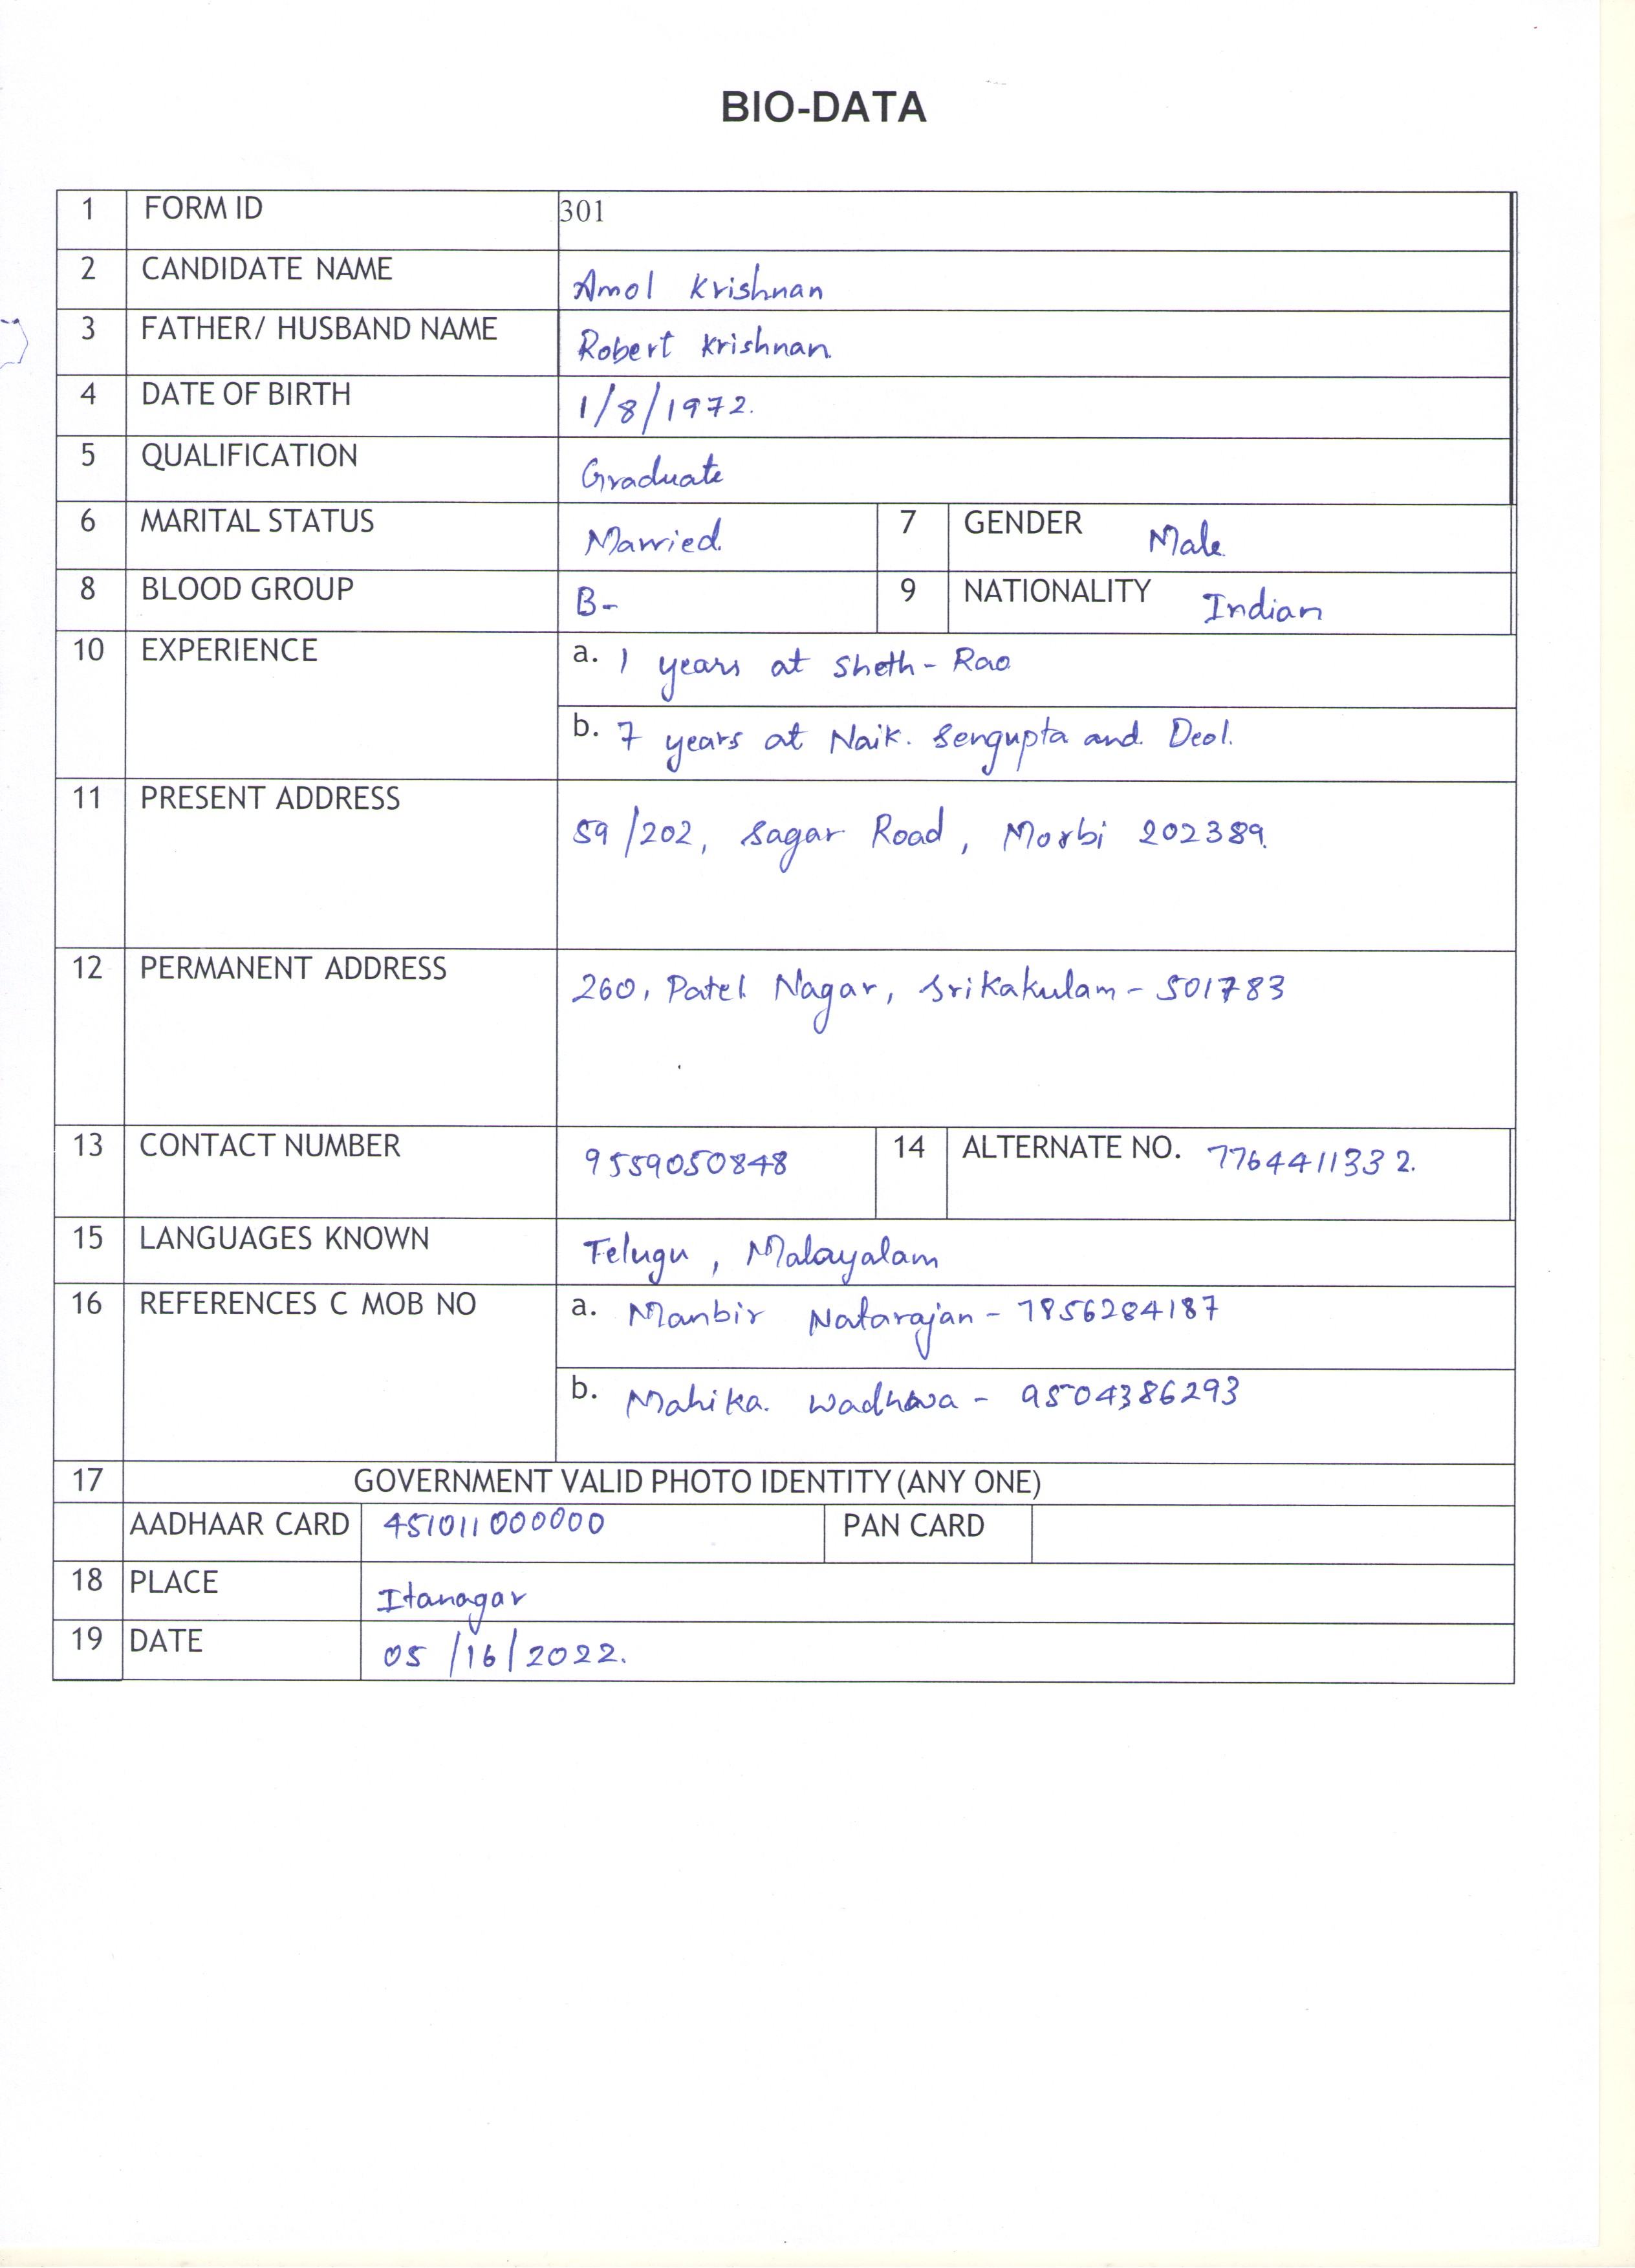 BIO-DATA
1 FORM ID 301
2 CANDIDATE NAME Amol Krishnan
3 FATHER/ HUSBAND NAME Robert Krishnan
4 DATE OF BIRTH 1/8/1972.
5 QUALIFICATION Graduate
6 MARITAL STATUS Married 7 GENDER Male
8 BLOOD GROUP B- 9 NATIONALITY Indian
10 EXPERIENCE a. 1 years at Sheth-Rao
b. 7 years at Naik. Sengupta and. Deol.
11 PRESENT ADDRESS 59/202, Sagar Road, Morbi 202389.
12 PERMANENT ADDRESS 260, Patel Nagar, Srikakulam - 501783
13 CONTACT NUMBER 9559050848 14 ALTERNATE NO. 7764411332.
15 LANGUAGES KNOWN Telugu, Malayalam
16 REFERENCES C MOB NO a. Manbir Natarajan - 7856284187
b. Mahika. Wadhwa - 9504386293
17 GOVERNMENT VALID PHOTO IDENTITY (ANY ONE)
AADHAAR CARD 451011000000 PAN CARD
18 PLACE Itanagar
19 DATE 05/16/2022.